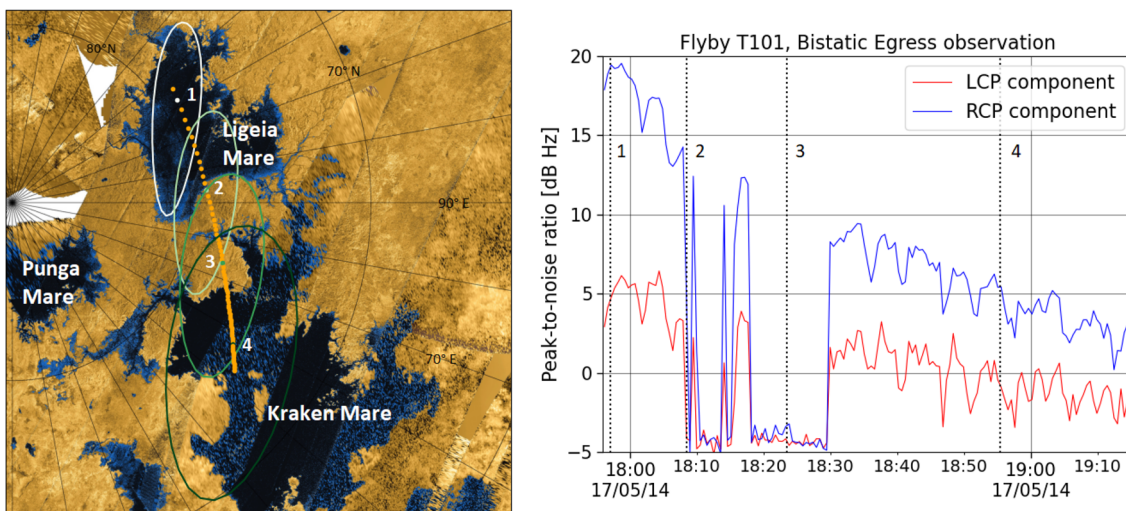 80°N
70° N
1
Ligeia
Mare
2
90° E
3
Punga
Mare
4
70° E
Kraken Mare
Flyby T101, Bistatic Egress observation
Peak-to-noise ratio [dB Hz]
20
15
10
5
0
−5
LCP component
RCP component
1
2
3
4
18:00
18:10
18:20
18:30
18:40
18:50
19:00
19:10
17/05/14
17/05/14